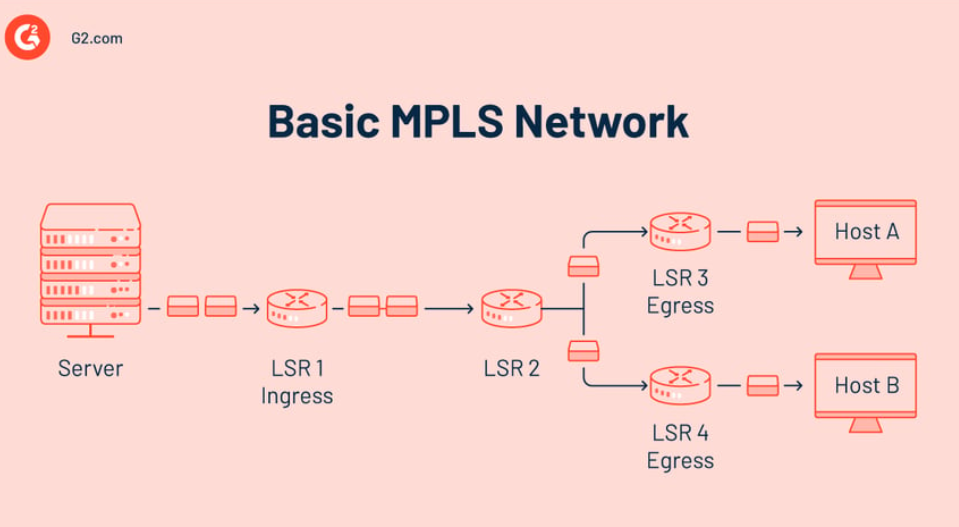 G2
G2.com
Basic MPLS Network
Server
LSR 1
Ingress
LSR 2
LSR 3
Egress
Host A
LSR 4
Egress
Host B